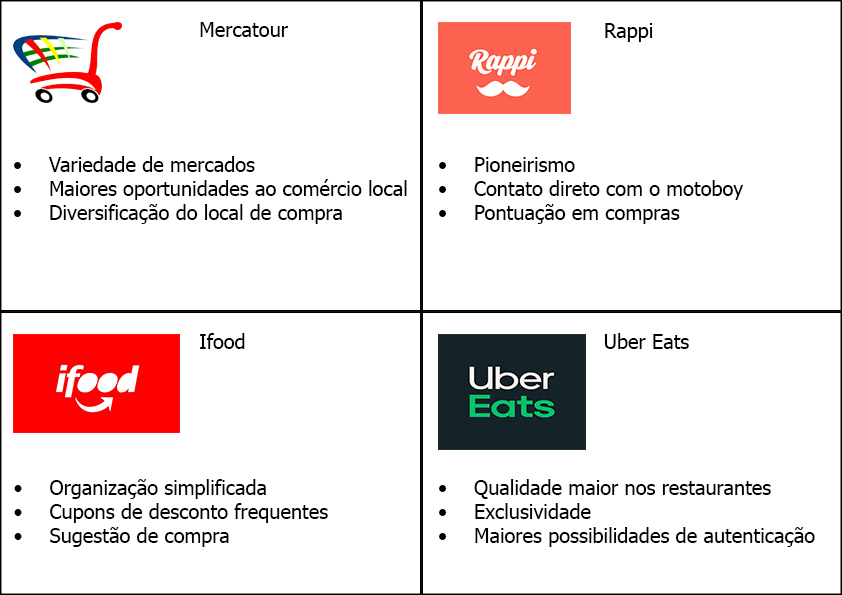 Mercatour
• Variedade de mercados
• Maiores oportunidades ao comércio local
• Diversificação do local de compra
Rappi
Rappi
• Pioneirismo
• Contato direto com o motoboy
• Pontuação em compras
ifood
Ifood
• Organização simplificada
• Cupons de desconto frequentes
• Sugestão de compra
Uber
Eats
Uber Eats
• Qualidade maior nos restaurantes
• Exclusividade
• Maiores possibilidades de autenticação